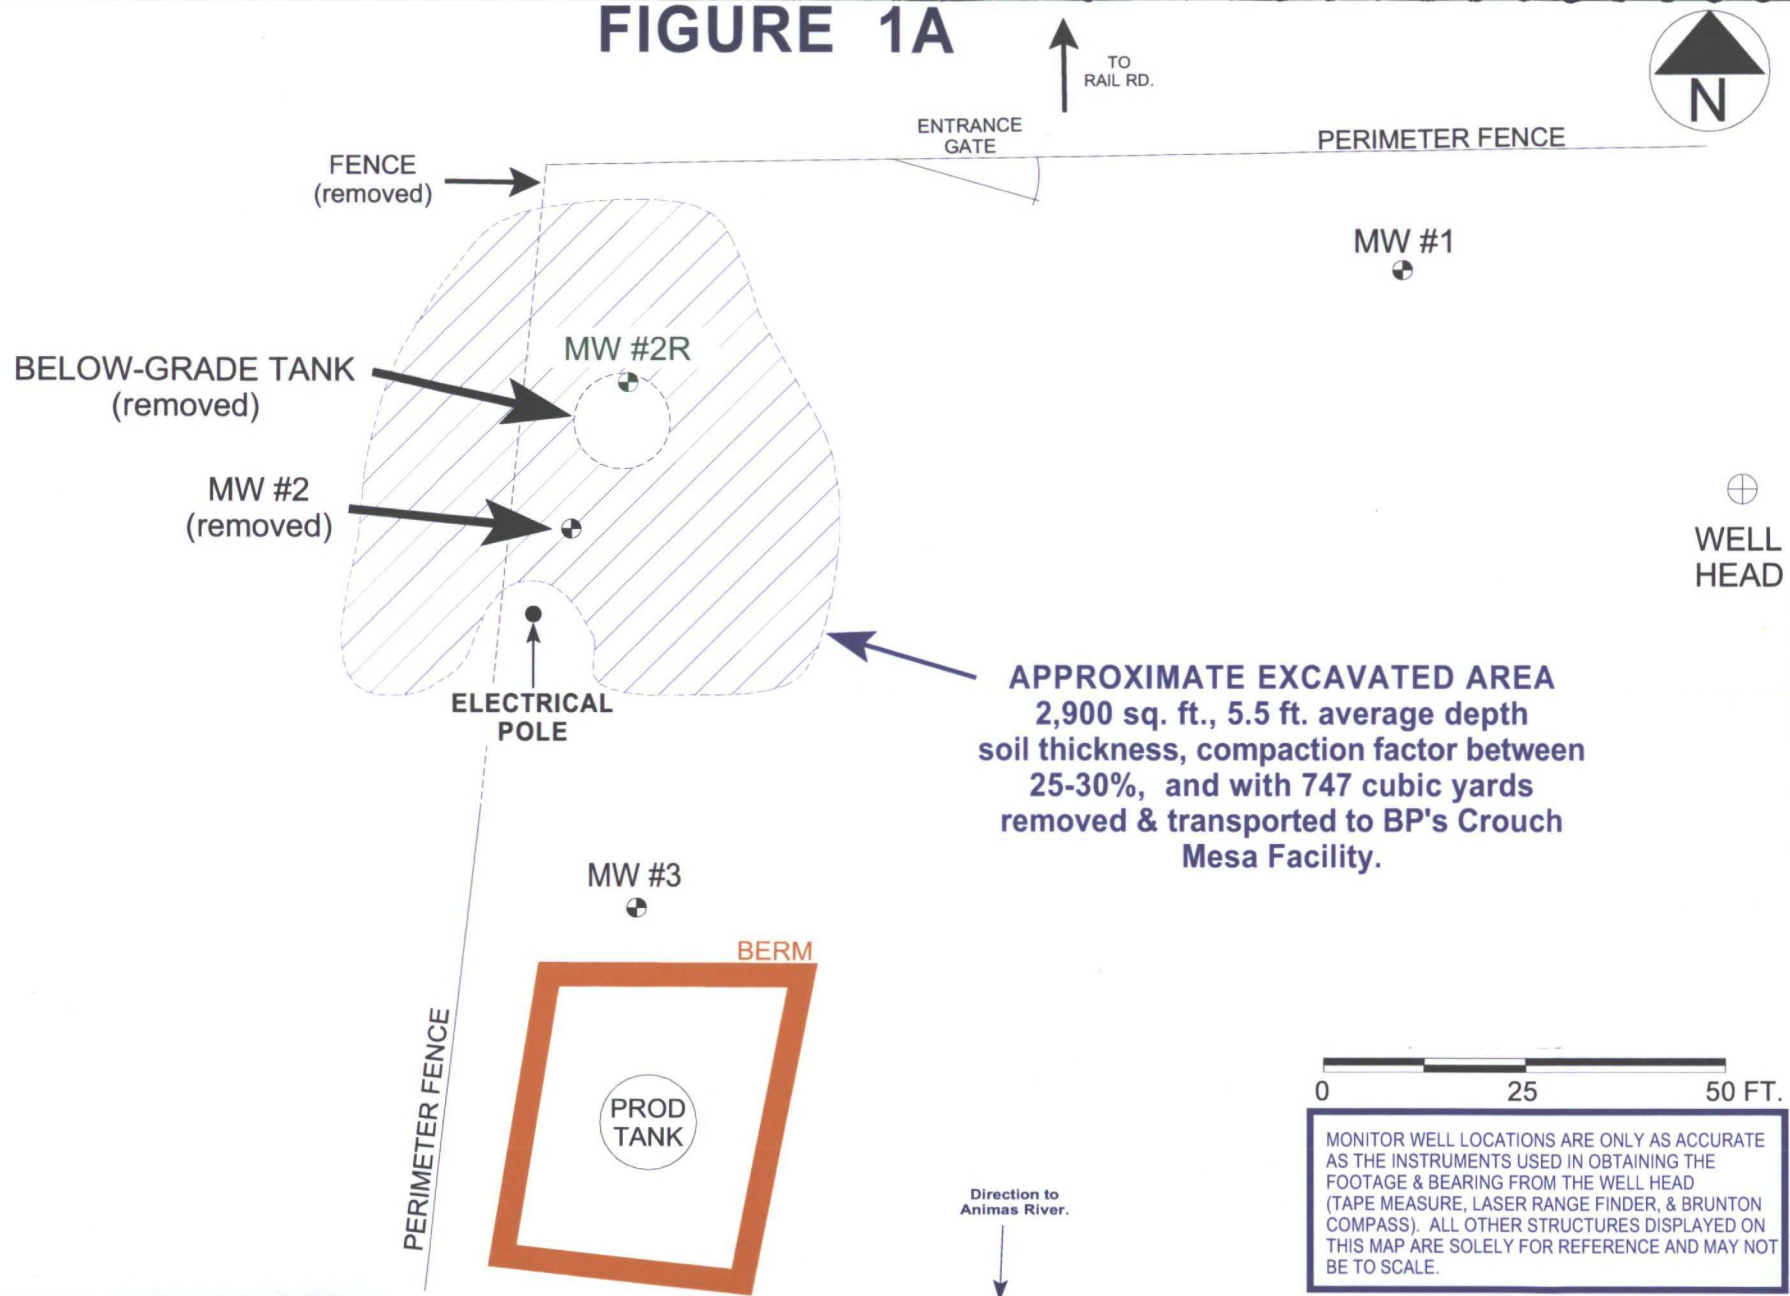 FIGURE 1A
TO
RAIL RD.
N
ENTRANCE
GATE
PERIMETER FENCE
FENCE
(removed)
MW #1
MW #2R
BELOW-GRADE TANK
(removed)
MW #2
(removed)
WELL
HEAD
ELECTRICAL
POLE
APPROXIMATE EXCAVATED AREA
2,900 sq. ft., 5.5 ft. average depth
soil thickness, compaction factor between
25-30%, and with 747 cubic yards
removed & transported to BP's Crouch
Mesa Facility.
MW #3
BERM
PERIMETER FENCE
PROD
TANK
Direction to
Animas River.
0 25 50 FT.
MONITOR WELL LOCATIONS ARE ONLY AS ACCURATE
AS THE INSTRUMENTS USED IN OBTAINING THE
FOOTAGE & BEARING FROM THE WELL HEAD
(TAPE MEASURE, LASER RANGE FINDER, & BRUNTON
COMPASS). ALL OTHER STRUCTURES DISPLAYED ON
THIS MAP ARE SOLELY FOR REFERENCE AND MAY NOT
BE TO SCALE.